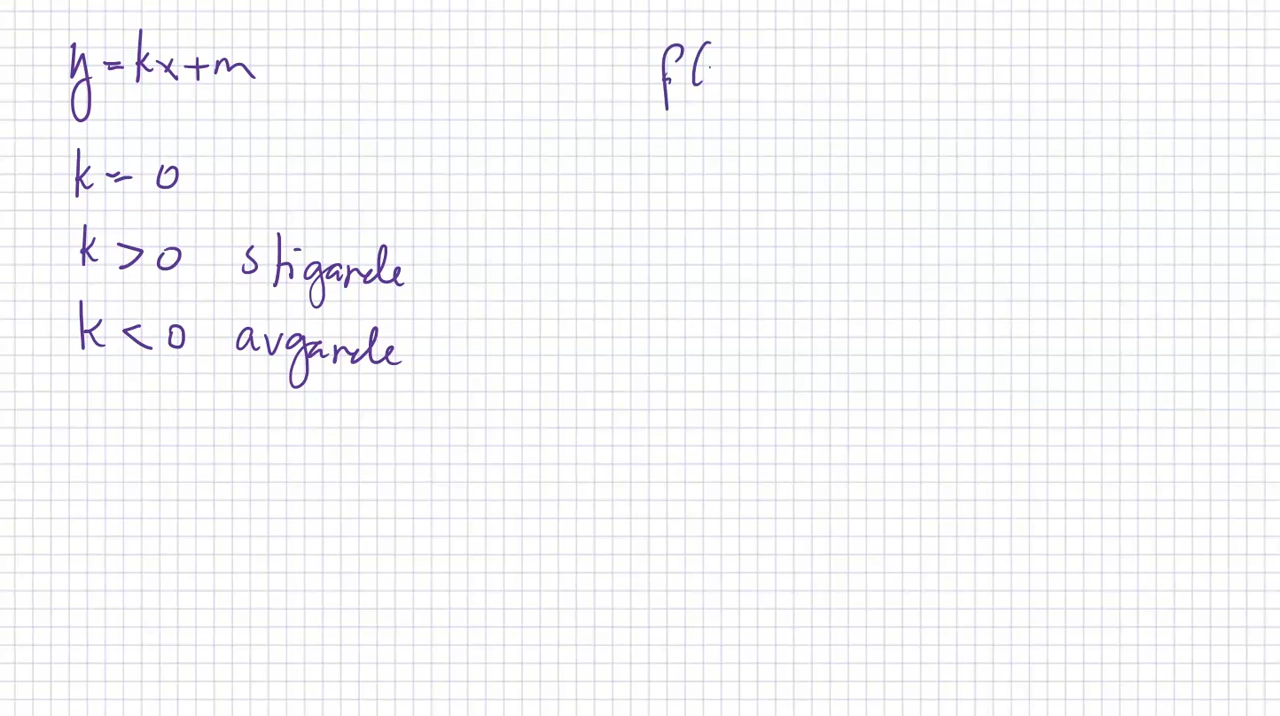 y = kx + m
f(
k = 0
k > 0 stigande
k < 0 avgande